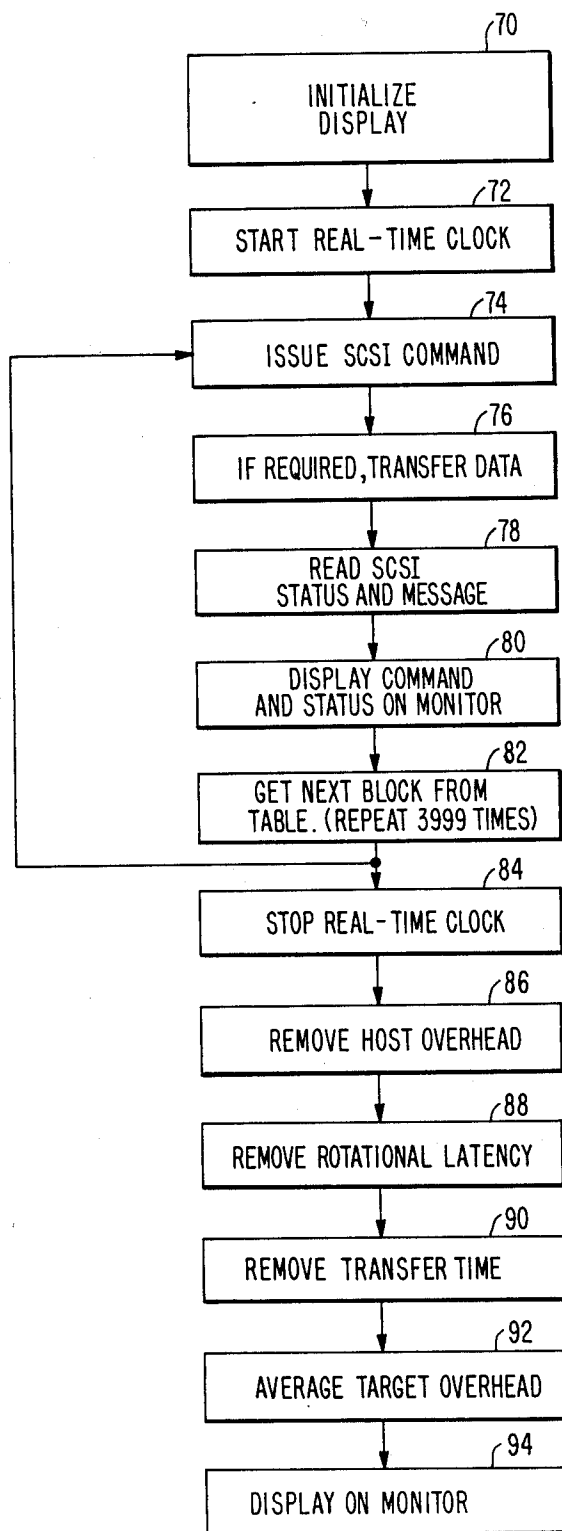 70
INITIALIZE
DISPLAY
72
START REAL-TIME CLOCK
74
ISSUE SCSI COMMAND
76
IF REQUIRED, TRANSFER DATA
78
READ SCSI
STATUS AND MESSAGE
80
DISPLAY COMMAND
AND STATUS ON MONITOR
82
GET NEXT BLOCK FROM
TABLE. (REPEAT 3999 TIMES)
84
STOP REAL-TIME CLOCK
86
REMOVE HOST OVERHEAD
88
REMOVE ROTATIONAL LATENCY
90
REMOVE TRANSFER TIME
92
AVERAGE TARGET OVERHEAD
94
DISPLAY ON MONITOR